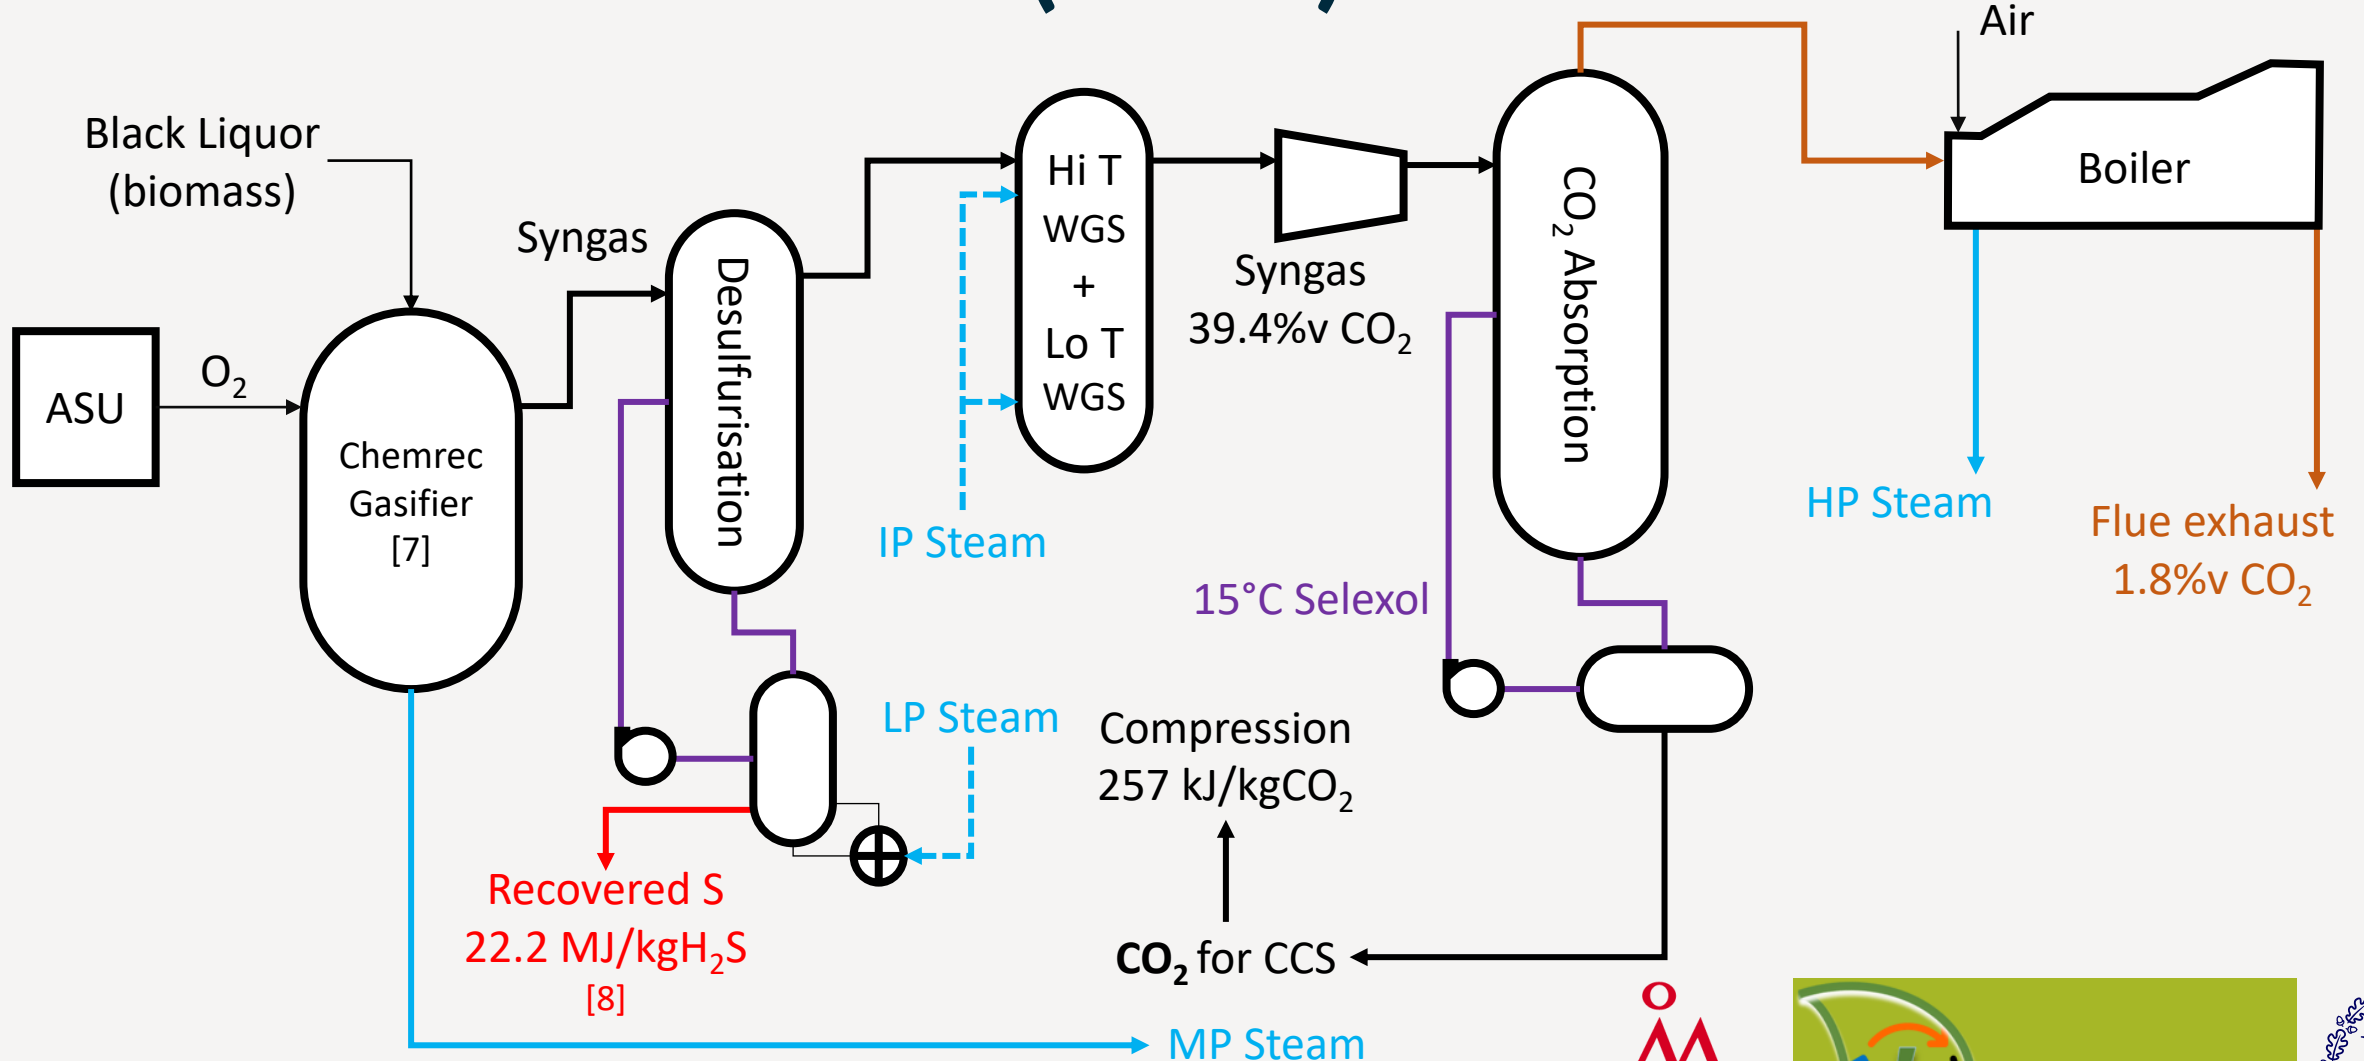 Air
Black Liquor
(biomass)
Syngas
ASU
O2
Chemrec
Gasifier
[7]
Desulfurisation
Hi T
WGS
+
Lo T
WGS
IP Steam
Syngas
39.4%v CO2
CO2 Absorption
Boiler
HP Steam
Flue exhaust
1.8%v CO2
15°C Selexol
LP Steam
Compression
257 kJ/kgCO2
Recovered S
22.2 MJ/kgH2S
[8]
CO2 for CCS
MP Steam